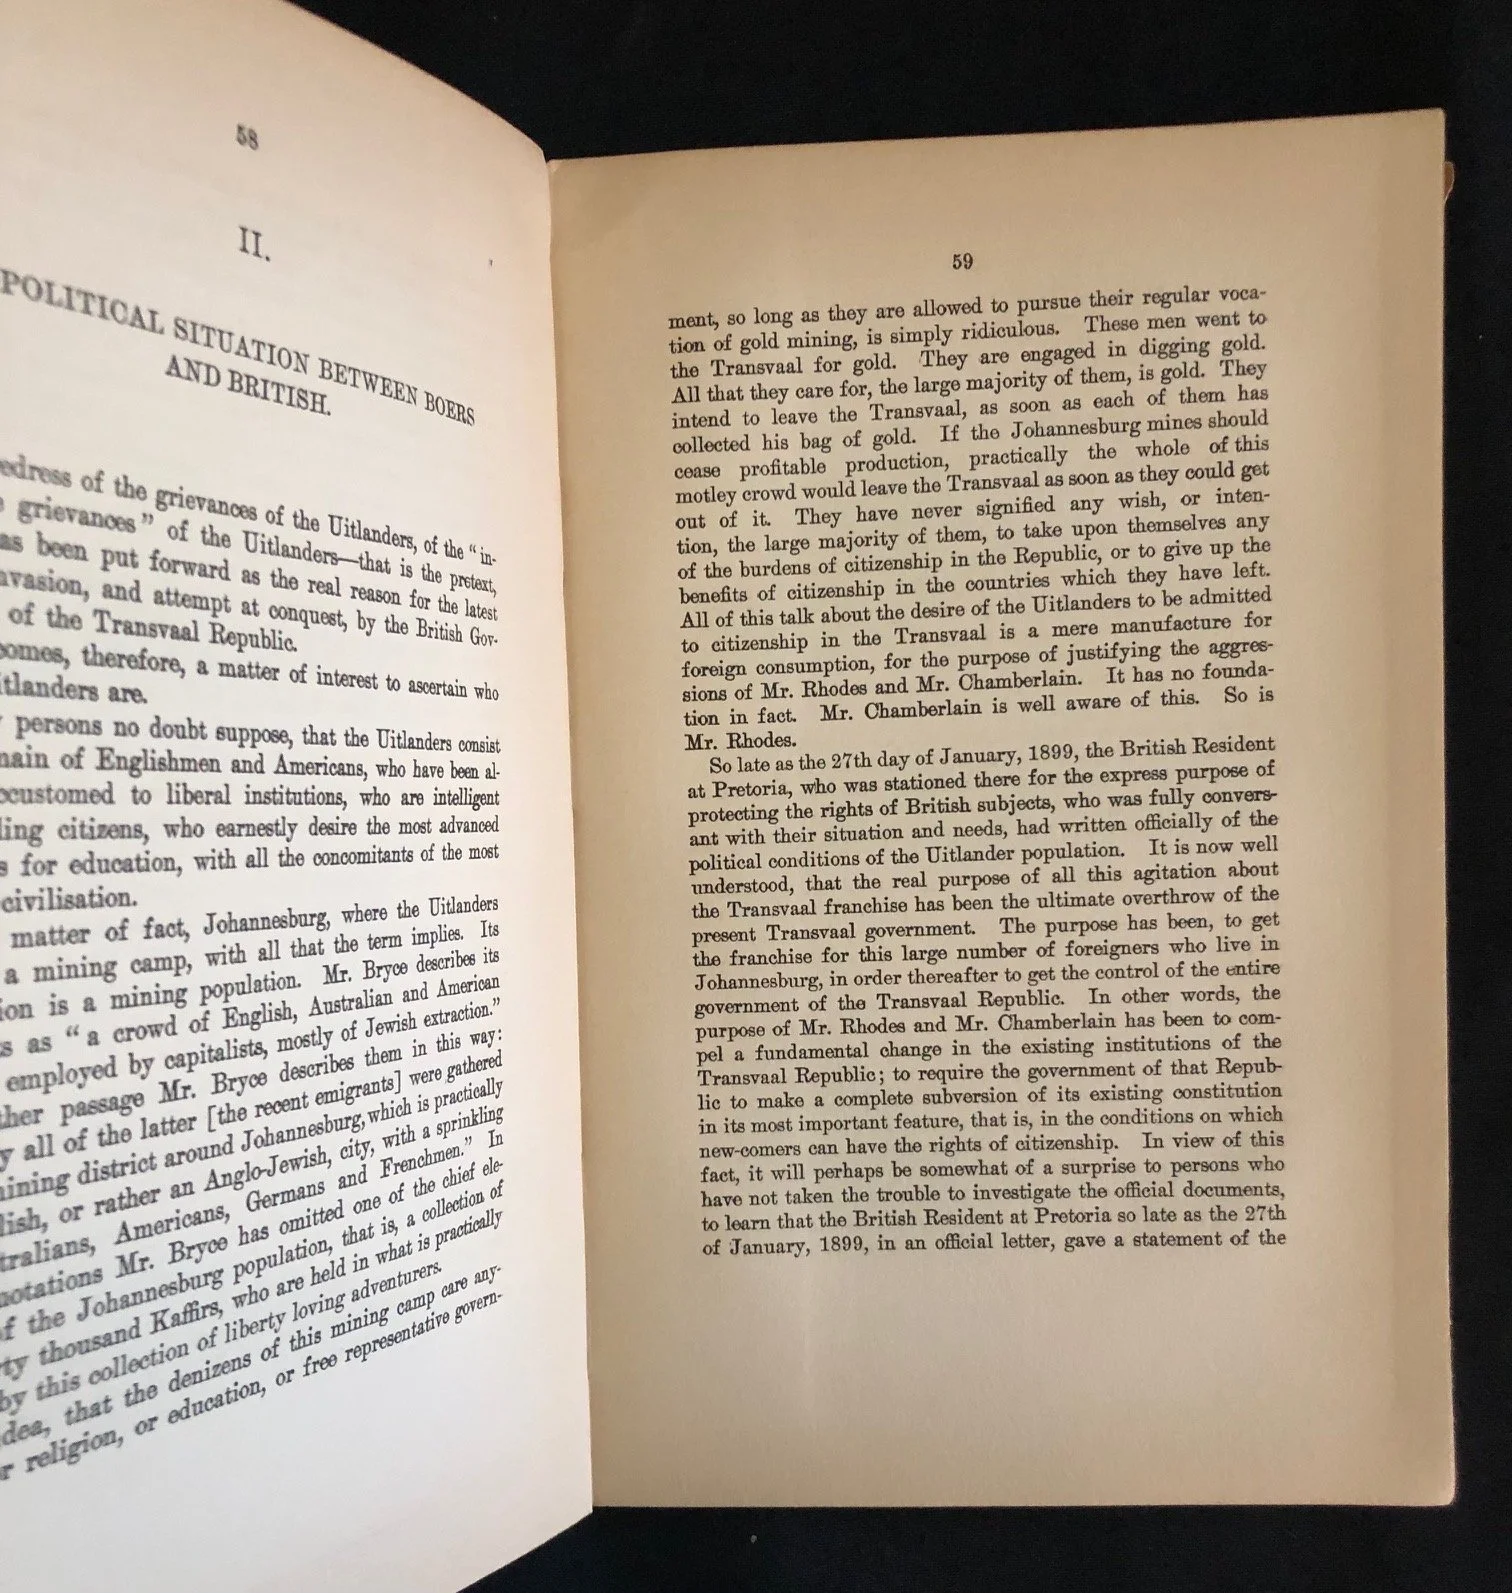 58
II.
POLITICAL SITUATION BETWEEN BOERS
AND BRITISH.
edress of the grievances of the Uitlanders, of the “in-
grievances” of the Uitlanders—that is the pretext,
as been put forward as the real reason for the latest
vasion, and attempt at conquest, by the British Gov-
of the Transvaal Republic.
omes, therefore, a matter of interest to ascertain who
tlanders are.
persons no doubt suppose, that the Uitlanders consist
main of Englishmen and Americans, who have been al-
ccustomed to liberal institutions, who are intelligent
ling citizens, who earnestly desire the most advanced
s for education, with all the concomitants of the most
civilisation.
matter of fact, Johannesburg, where the Uitlanders
a mining camp, with all that the term implies. Its
ion is a mining population. Mr. Bryce describes its
s as “a crowd of English, Australian and American
employed by capitalists, mostly of Jewish extraction.”
ther passage Mr. Bryce describes them in this way:
y all of the latter [the recent emigrants] were gathered
ining district around Johannesburg, which is practically
lish, or rather an Anglo-Jewish, city, with a sprinkling
tralians, Americans, Germans and Frenchmen.” In
notations Mr. Bryce has omitted one of the chief ele-
f the Johannesburg population, that is, a collection of
ty thousand Kaffirs, who are held in what is practically
by this collection of liberty loving adventurers.
dea, that the denizens of this mining camp care any-
r religion, or education, or free representative govern-
59
ment, so long as they are allowed to pursue their regular voca-
tion of gold mining, is simply ridiculous. These men went to
the Transvaal for gold. They are engaged in digging gold.
All that they care for, the large majority of them, is gold. They
intend to leave the Transvaal, as soon as each of them has
collected his bag of gold. If the Johannesburg mines should
cease profitable production, practically the whole of this
motley crowd would leave the Transvaal as soon as they could get
out of it. They have never signified any wish, or inten-
tion, the large majority of them, to take upon themselves any
of the burdens of citizenship in the Republic, or to give up the
benefits of citizenship in the countries which they have left.
All of this talk about the desire of the Uitlanders to be admitted
to citizenship in the Transvaal is a mere manufacture for
foreign consumption, for the purpose of justifying the aggres-
sions of Mr. Rhodes and Mr. Chamberlain. It has no founda-
tion in fact. Mr. Chamberlain is well aware of this. So is
Mr. Rhodes.
So late as the 27th day of January, 1899, the British Resident
at Pretoria, who was stationed there for the express purpose of
protecting the rights of British subjects, who was fully convers-
ant with their situation and needs, had written officially of the
political conditions of the Uitlander population. It is now well
understood, that the real purpose of all this agitation about
the Transvaal franchise has been the ultimate overthrow of the
present Transvaal government. The purpose has been, to get
the franchise for this large number of foreigners who live in
Johannesburg, in order thereafter to get the control of the entire
government of the Transvaal Republic. In other words, the
purpose of Mr. Rhodes and Mr. Chamberlain has been to com-
pel a fundamental change in the existing institutions of the
Transvaal Republic; to require the government of that Repub-
lic to make a complete subversion of its existing constitution
in its most important feature, that is, in the conditions on which
new-comers can have the rights of citizenship. In view of this
fact, it will perhaps be somewhat of a surprise to persons who
have not taken the trouble to investigate the official documents,
to learn that the British Resident at Pretoria so late as the 27th
of January, 1899, in an official letter, gave a statement of the